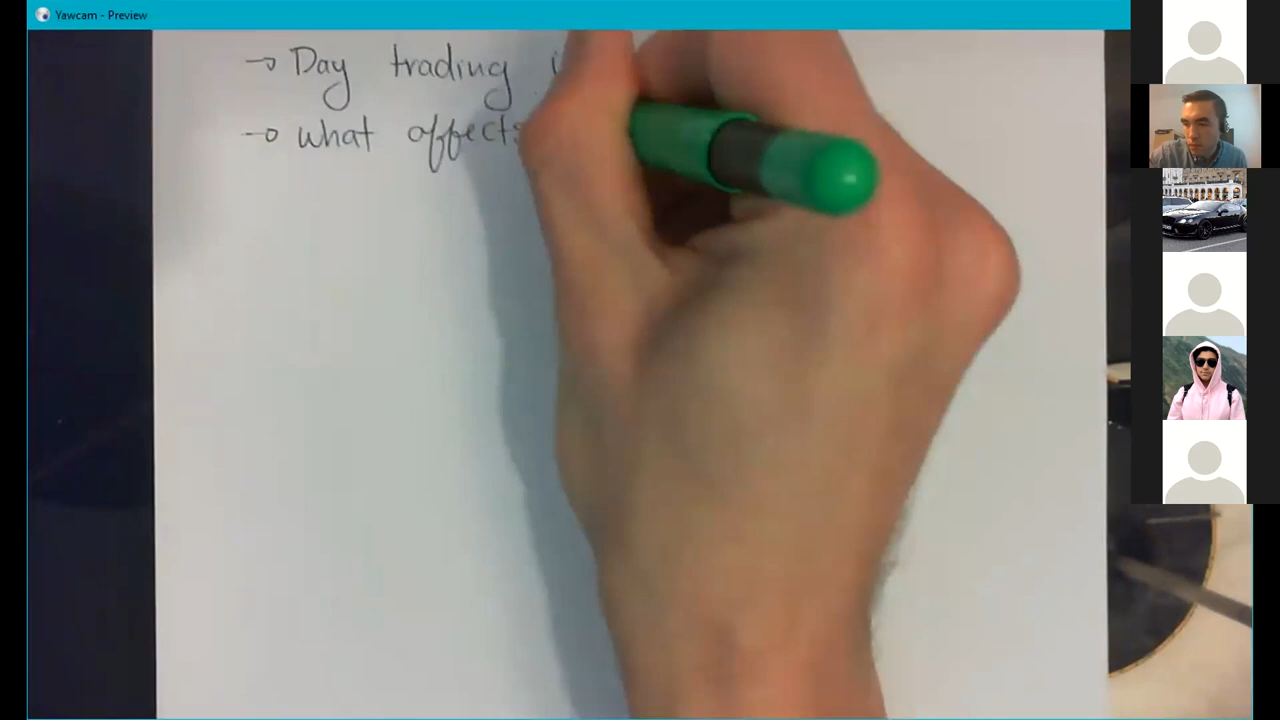 Yawcam - Preview
→ Day trading
→ what affects